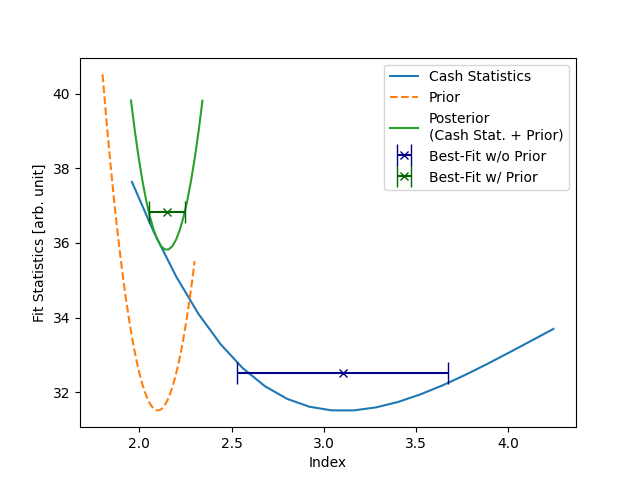 Cash Statistics
Prior
Posterior
(Cash Stat. + Prior)
Best-Fit w/o Prior
Best-Fit w/ Prior
40
38
36
34
32
Fit Statistics [arb. unit]
2.0 2.5 3.0 3.5 4.0
Index